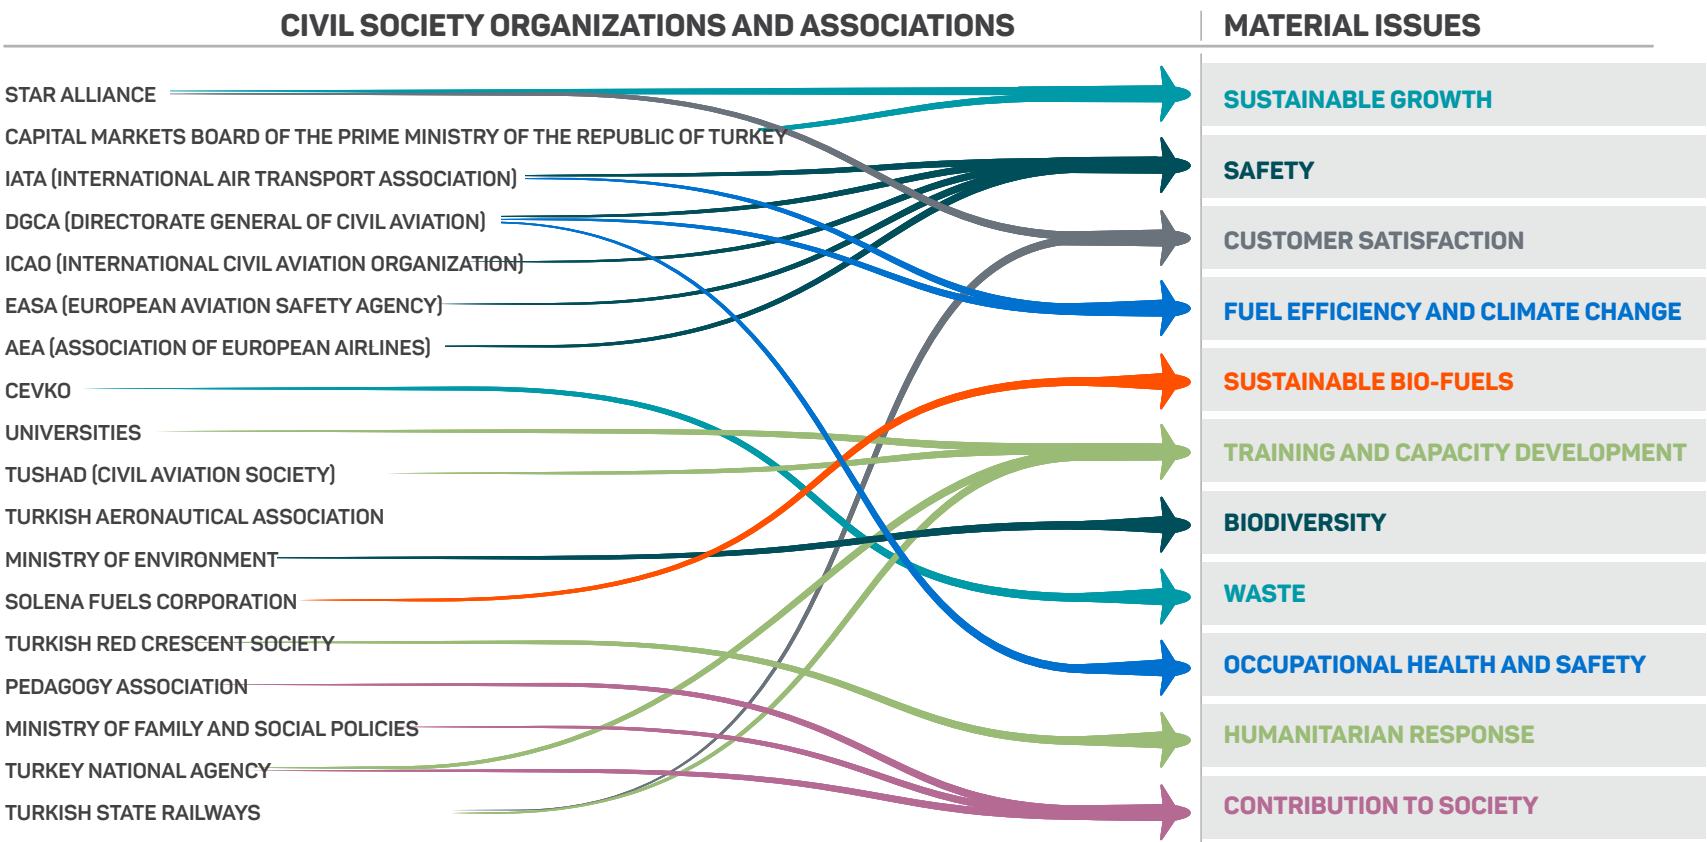 CIVIL SOCIETY ORGANIZATIONS AND ASSOCIATIONS
MATERIAL ISSUES
STAR ALLIANCE
CAPITAL MARKETS BOARD OF THE PRIME MINISTRY OF THE REPUBLIC OF TURKEY
IATA (INTERNATIONAL AIR TRANSPORT ASSOCIATION)
DGCA (DIRECTORATE GENERAL OF CIVIL AVIATION)
ICAO (INTERNATIONAL CIVIL AVIATION ORGANIZATION)
EASA (EUROPEAN AVIATION SAFETY AGENCY)
AEA (ASSOCIATION OF EUROPEAN AIRLINES)
CEVKO
UNIVERSITIES
TUSHAD (CIVIL AVIATION SOCIETY)
TURKISH AERONAUTICAL ASSOCIATION
MINISTRY OF ENVIRONMENT
SOLENA FUELS CORPORATION
TURKISH RED CRESCENT SOCIETY
PEDAGOGY ASSOCIATION
MINISTRY OF FAMILY AND SOCIAL POLICIES
TURKEY NATIONAL AGENCY
TURKISH STATE RAILWAYS
SUSTAINABLE GROWTH
SAFETY
CUSTOMER SATISFACTION
FUEL EFFICIENCY AND CLIMATE CHANGE
SUSTAINABLE BIO-FUELS
TRAINING AND CAPACITY DEVELOPMENT
BIODIVERSITY
WASTE
OCCUPATIONAL HEALTH AND SAFETY
HUMANITARIAN RESPONSE
CONTRIBUTION TO SOCIETY